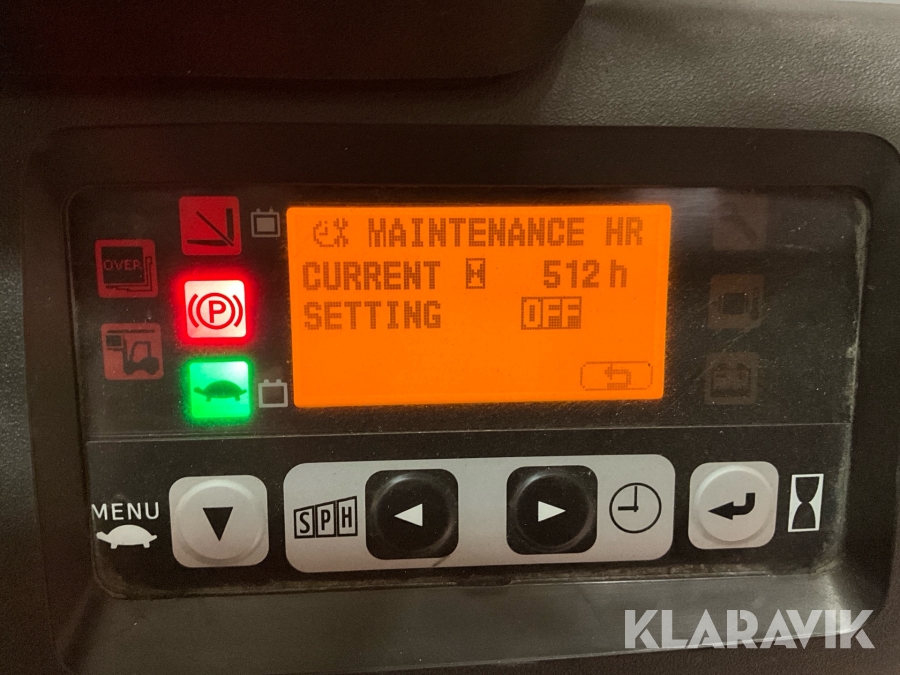 MAINTENANCE HR
CURRENT 512 h
SETTING OFF
OVER
P
MENU
SPH
KLARAVIK